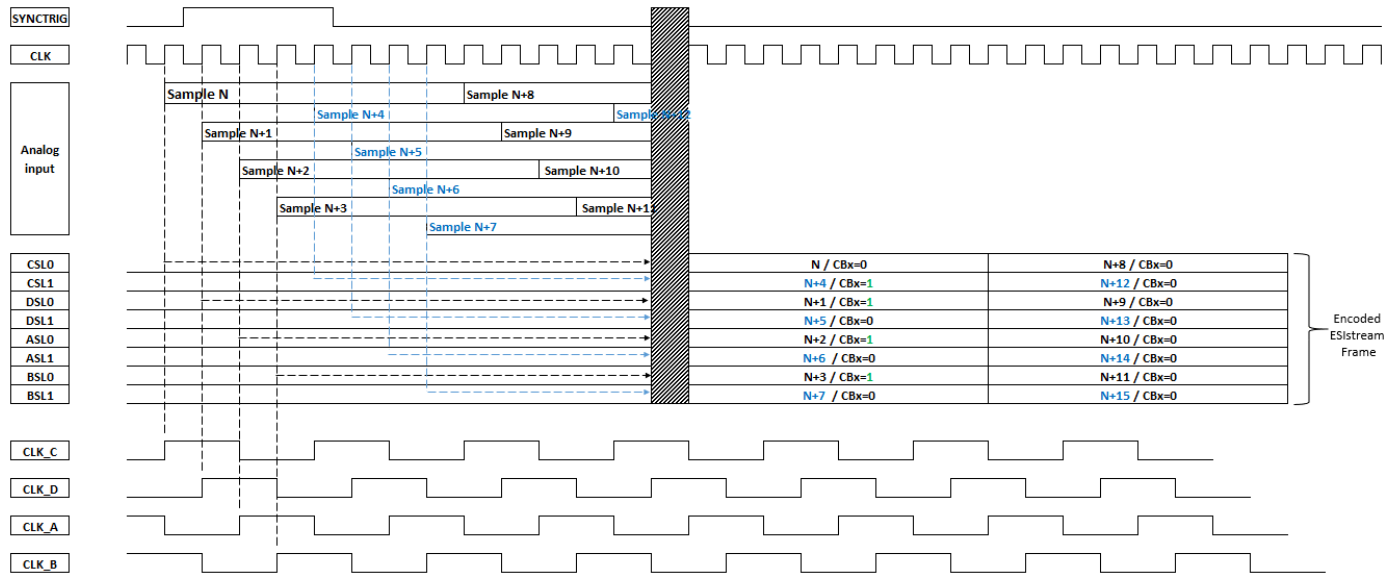 SYNCTRIG
CLK
Analog
input
Sample N
Sample N+8
Sample N+4
Sample N+12
Sample N+1
Sample N+9
Sample N+5
Sample N+2
Sample N+10
Sample N+6
Sample N+3
Sample N+11
Sample N+7
CSL0
N / CBx=0
N+8 / CBx=0
CSL1
N+4 / CBx=1
N+12 / CBx=0
DSL0
N+1 / CBx=1
N+9 / CBx=0
DSL1
N+5 / CBx=0
N+13 / CBx=0
ASL0
N+2 / CBx=1
N+10 / CBx=0
ASL1
N+6 / CBx=0
N+14 / CBx=0
BSL0
N+3 / CBx=1
N+11 / CBx=0
BSL1
N+7 / CBx=0
N+15 / CBx=0
Encoded
ESIstream
Frame
CLK_C
CLK_D
CLK_A
CLK_B